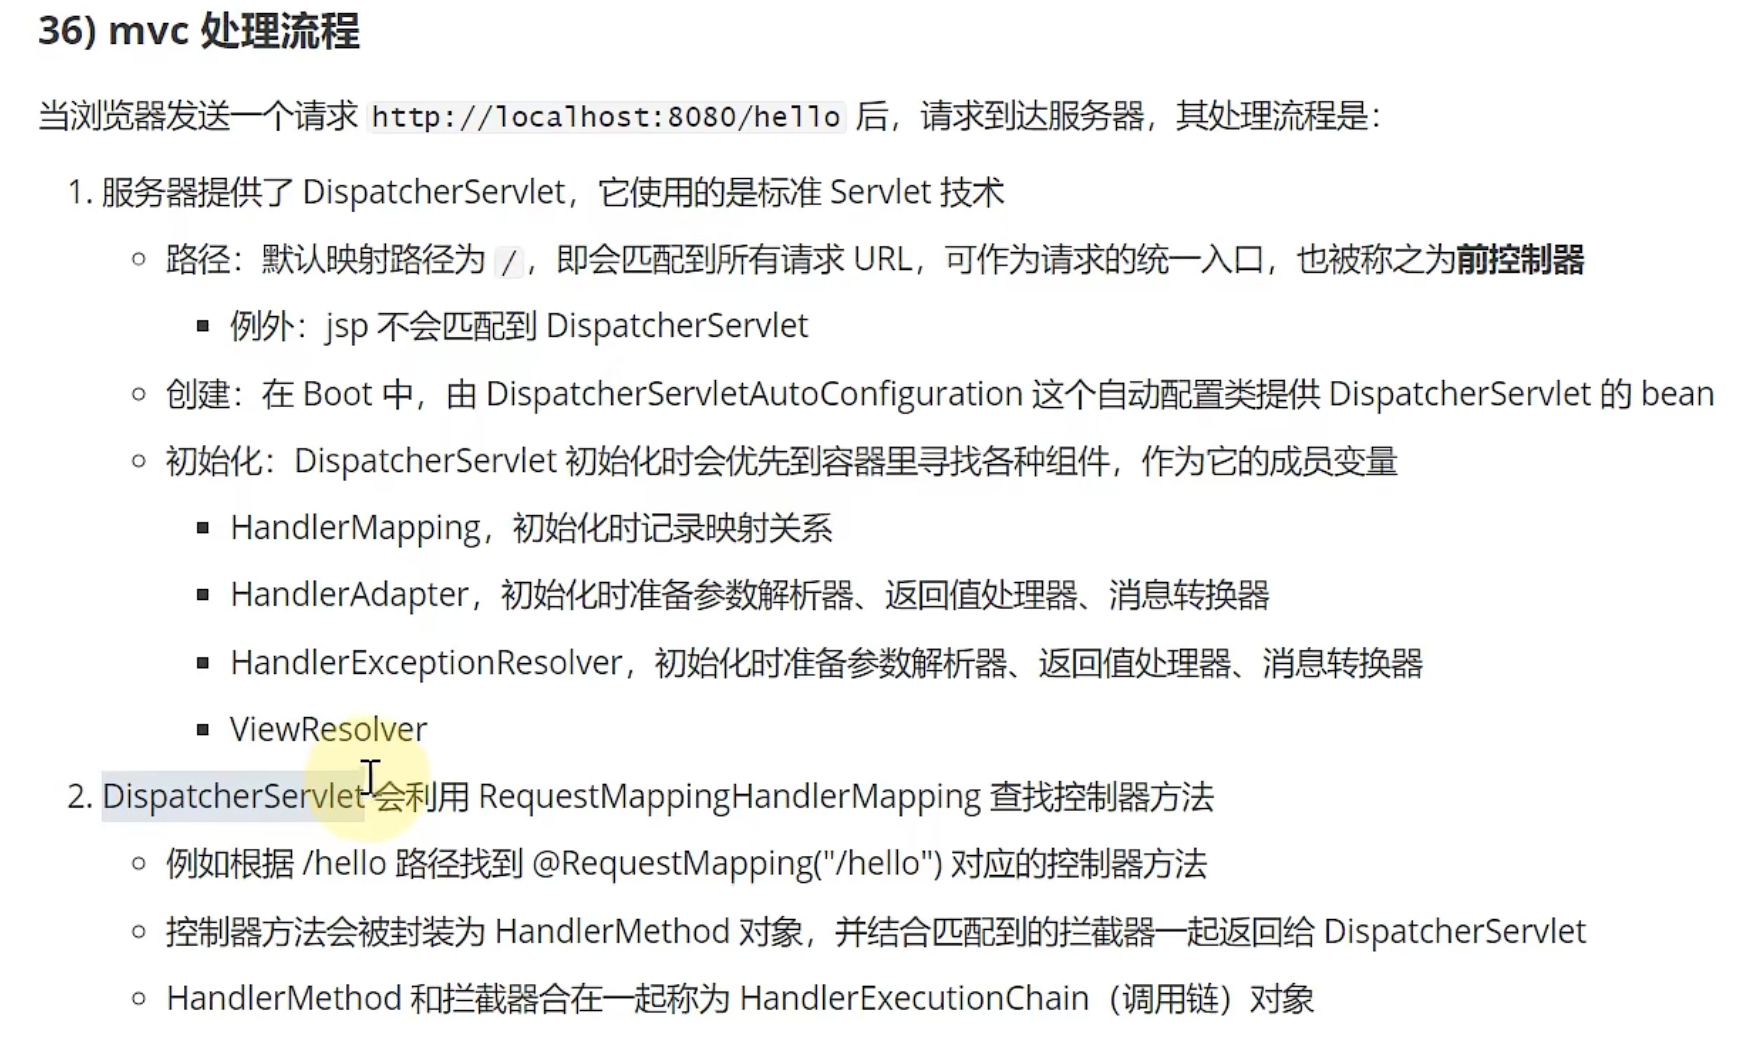 36) mvc 处理流程
当浏览器发送一个请求 http://localhost:8080/hello 后，请求到达服务器，其处理流程是：
1. 服务器提供了 DispatcherServlet，它使用的是标准 Servlet 技术
○ 路径：默认映射路径为 /，即会匹配到所有请求 URL，可作为请求的统一入口，也被称之为前控制器
▪ 例外：jsp 不会匹配到 DispatcherServlet
○ 创建：在 Boot 中，由 DispatcherServletAutoConfiguration 这个自动配置类提供 DispatcherServlet 的 bean
○ 初始化：DispatcherServlet 初始化时会优先到容器里寻找各种组件，作为它的成员变量
▪ HandlerMapping，初始化时记录映射关系
▪ HandlerAdapter，初始化时准备参数解析器、返回值处理器、消息转换器
▪ HandlerExceptionResolver，初始化时准备参数解析器、返回值处理器、消息转换器
▪ ViewResolver
2. DispatcherServlet 会利用 RequestMappingHandlerMapping 查找控制器方法
○ 例如根据 /hello 路径找到 @RequestMapping("/hello") 对应的控制器方法
○ 控制器方法会被封装为 HandlerMethod 对象，并结合匹配到的拦截器一起返回给 DispatcherServlet
○ HandlerMethod 和拦截器合在一起称为 HandlerExecutionChain（调用链）对象